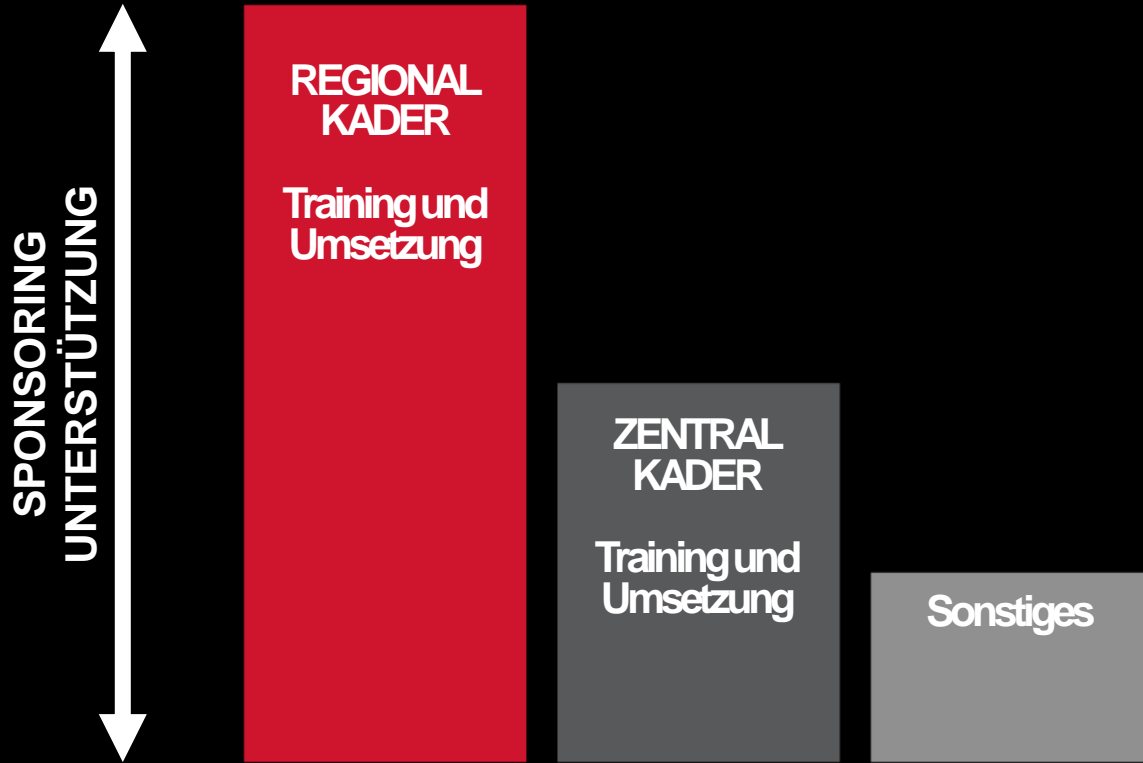 SPONSORING
UNTERSTÜTZUNG
REGIONAL
KADER
Training und
Umsetzung
ZENTRAL
KADER
Training und
Umsetzung
Sonstiges